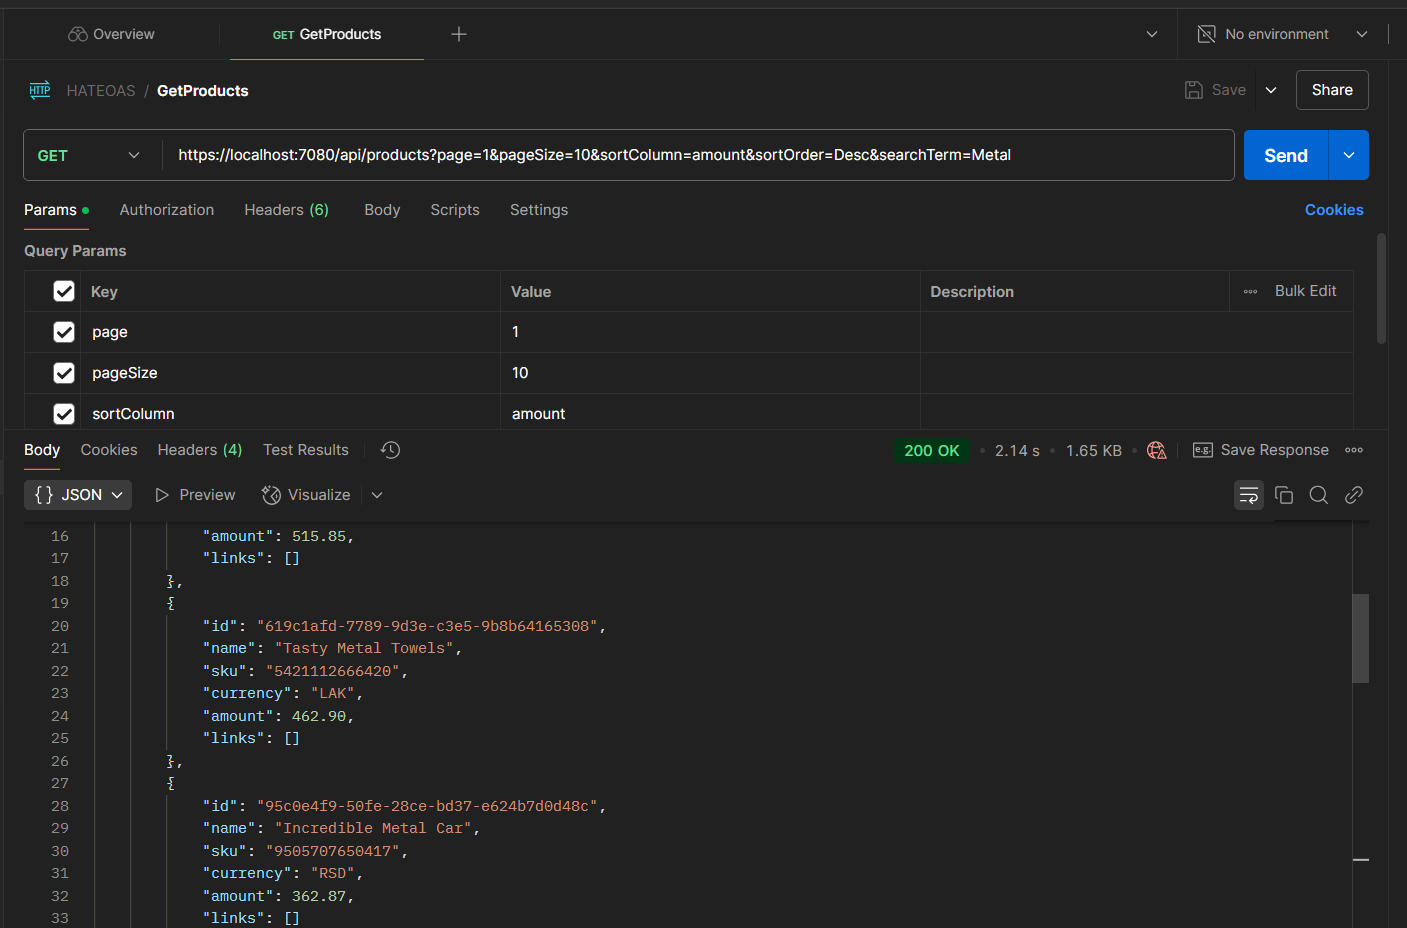 Overview
GET GetProducts
No environment
HTTP HATEOAS / GetProducts
Save
Share
GET https://localhost:7080/api/products?page=1&pageSize=10&sortColumn=amount&sortOrder=Desc&searchTerm=Metal
Send
Params Authorization Headers (6) Body Scripts Settings
Cookies
Query Params
Key Value Description Bulk Edit
page 1
pageSize 10
sortColumn amount
Body Cookies Headers (4) Test Results
200 OK • 2.14 s • 1.65 KB • e.g. Save Response
{ } JSON Preview Visualize
16 "amount": 515.85,
17 "links": []
18 },
19 {
20 "id": "619c1afd-7789-9d3e-c3e5-9b8b64165308",
21 "name": "Tasty Metal Towels",
22 "sku": "5421112666420",
23 "currency": "LAK",
24 "amount": 462.90,
25 "links": []
26 },
27 {
28 "id": "95c0e4f9-50fe-28ce-bd37-e624b7d0d48c",
29 "name": "Incredible Metal Car",
30 "sku": "9505707650417",
31 "currency": "RSD",
32 "amount": 362.87,
33 "links": []